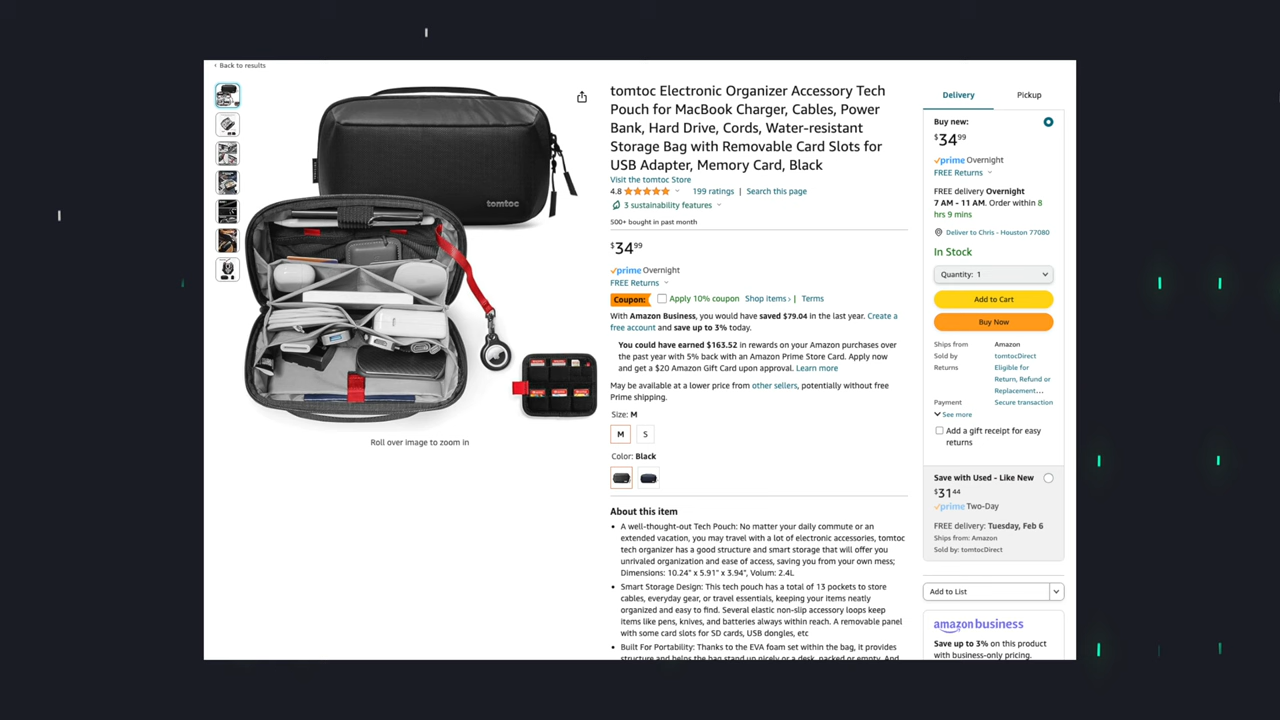 ‹ Back to results
tomtoc
Roll over image to zoom in
tomtoc Electronic Organizer Accessory Tech
Pouch for MacBook Charger, Cables, Power
Bank, Hard Drive, Cords, Water-resistant
Storage Bag with Removable Card Slots for
USB Adapter, Memory Card, Black
Visit the tomtoc Store
4.8 199 ratings | Search this page
3 sustainability features
500+ bought in past month
$3499
prime Overnight
FREE Returns
Coupon: Apply 10% coupon Shop items › | Terms
With Amazon Business, you would have saved $79.04 in the last year. Create a
free account and save up to 3% today.
You could have earned $163.52 in rewards on your Amazon purchases over
the past year with 5% back with an Amazon Prime Store Card. Apply now
and get a $20 Amazon Gift Card upon approval. Learn more
May be available at a lower price from other sellers, potentially without free
Prime shipping.
Size: M
M S
Color: Black
About this item
• A well-thought-out Tech Pouch: No matter your daily commute or an
extended vacation, you may travel with a lot of electronic accessories, tomtoc
tech organizer has a good structure and smart storage that will offer you
unrivaled organization and ease of access, saving you from your own mess;
Dimensions: 10.24" x 5.91" x 3.94", Volum: 2.4L
• Smart Storage Design: This tech pouch has a total of 13 pockets to store
cables, everyday gear, or travel essentials, keeping your items neatly
organized and easy to find. Several elastic non-slip accessory loops keep
items like pens, knives, and batteries always within reach. A removable panel
with some card slots for SD cards, USB dongles, etc
• Built For Portability: Thanks to the EVA foam set within the bag, it provides
structure and helps the bag stand up nicely or a desk, packed or empty. And
Delivery Pickup
Buy new:
$3499
prime Overnight
FREE Returns
FREE delivery Overnight
7 AM - 11 AM. Order within 8
hrs 9 mins
Deliver to Chris - Houston 77080
In Stock
Quantity: 1
Add to Cart
Buy Now
Ships from Amazon
Sold by tomtocDirect
Returns Eligible for
Return, Refund or
Replacement...
Payment Secure transaction
See more
Add a gift receipt for easy
returns
Save with Used - Like New
$3144
prime Two-Day
FREE delivery: Tuesday, Feb 6
Ships from: Amazon
Sold by: tomtocDirect
Add to List
amazon business
Save up to 3% on this product
with business-only pricing.